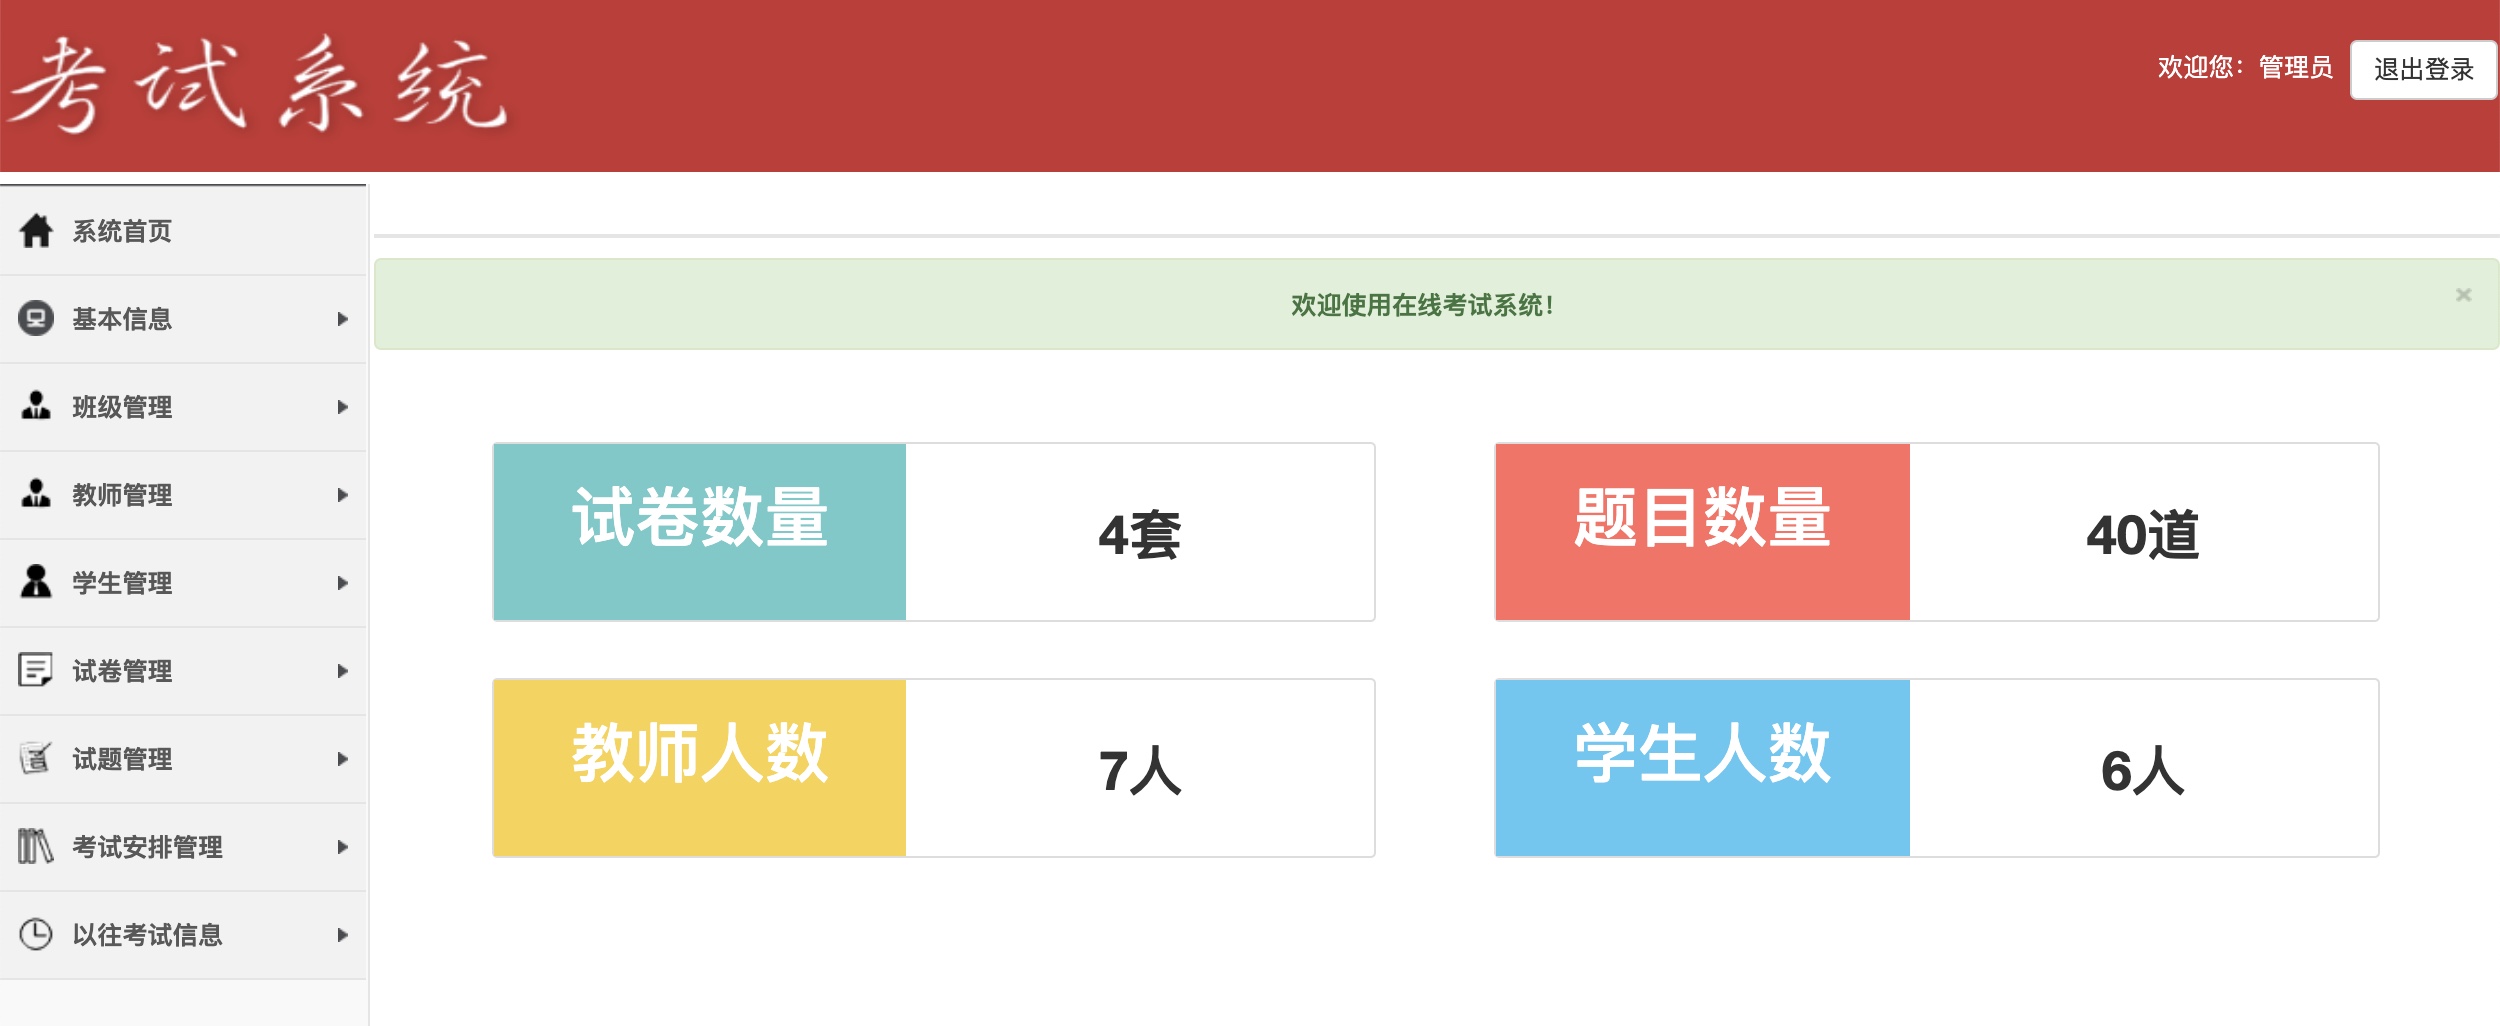 考试系统
欢迎您：管理员
退出登录
系统首页
基本信息
班级管理
教师管理
学生管理
试卷管理
试题管理
考试安排管理
以往考试信息
欢迎使用在线考试系统!
×
试卷数量
4套
题目数量
40道
教师人数
7人
学生人数
6人